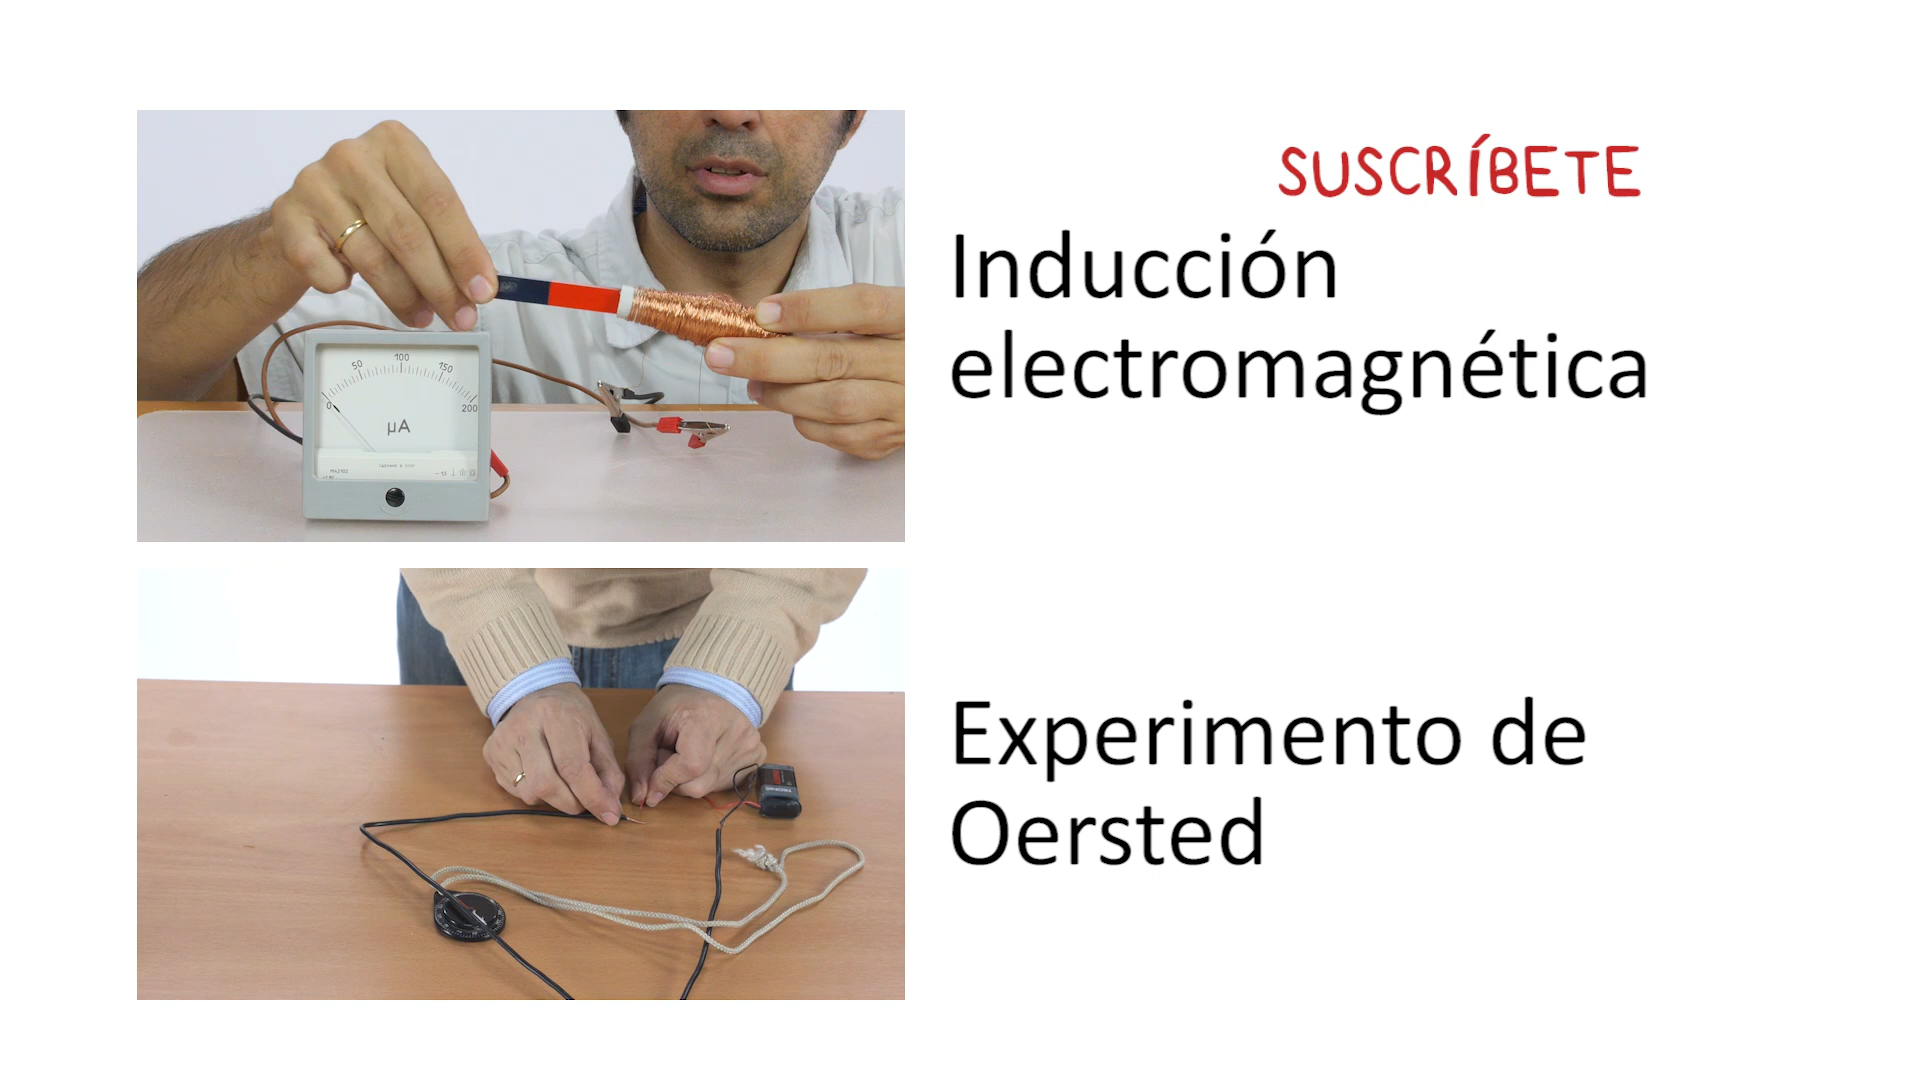 SUSCRÍBETE
Inducción
electromagnética
50
100
150
0
200
µA
Experimento de
Oersted